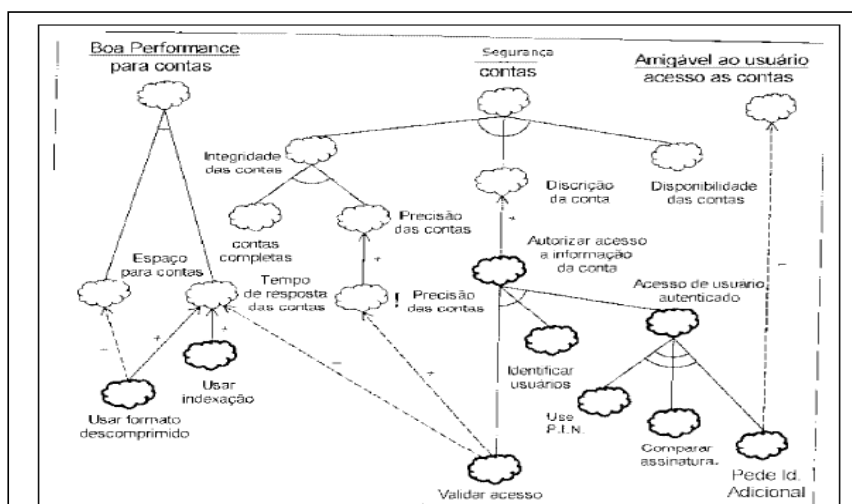 Boa Performance
para contas
Segurança
contas
Amigável ao usuário
acesso as contas
Integridade
das contas
Discrição
da conta
Disponibilidade
das contas
contas
completas
Precisão
das contas
Autorizar acesso
a informação
da conta
Espaço
para contas
Tempo
de resposta
das contas
! Precisão
das contas
Acesso de usuário
autenticado
Usar formato
descomprimido
Usar
indexação
Identificar
usuários
Use
P.I.N.
Comparar
assinatura.
Pede Id.
Adicional
Validar acesso
+
+
+
+
+
-
-
-